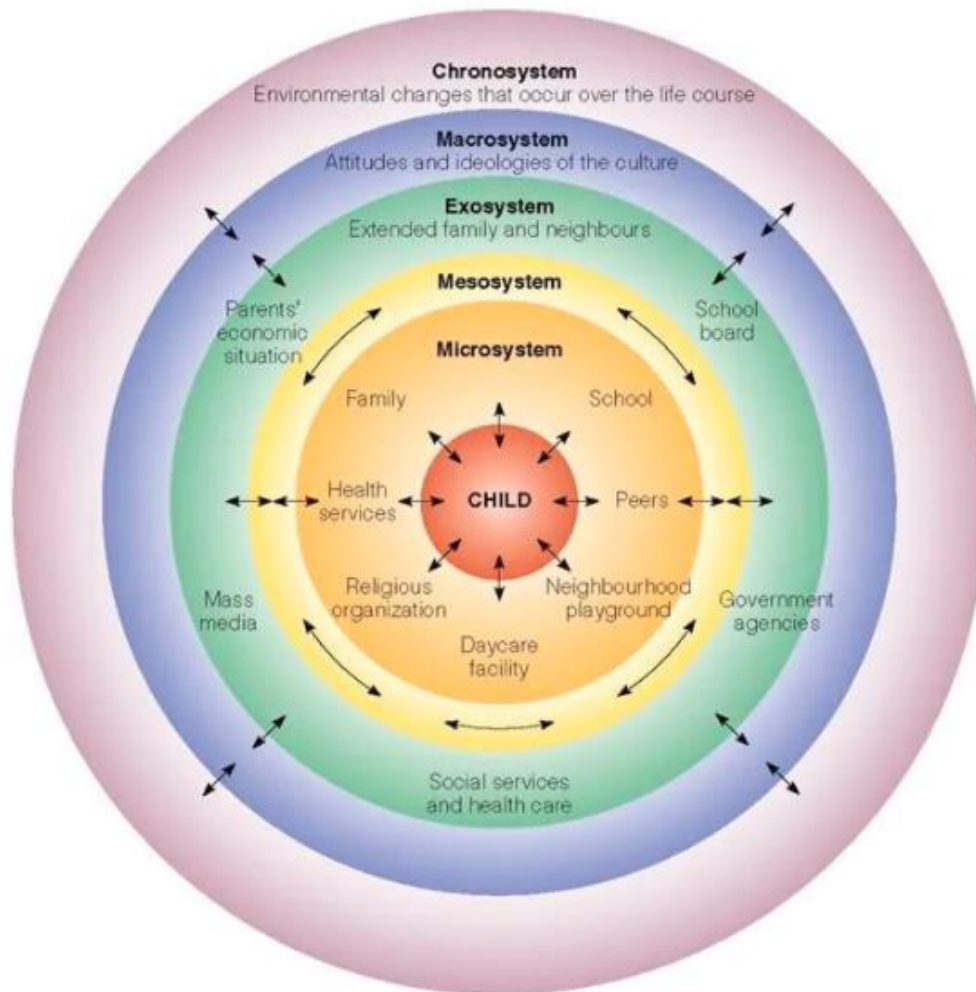 Chronosystem
Environmental changes that occur over the life course
Macrosystem
Attitudes and ideologies of the culture
Exosystem
Extended family and neighbours
Mesosystem
Parents'
economic
situation
School
board
Microsystem
Family
School
Health
services
CHILD
Peers
Religious
organization
Neighbourhood
playground
Mass
media
Government
agencies
Daycare
facility
Social services
and health care